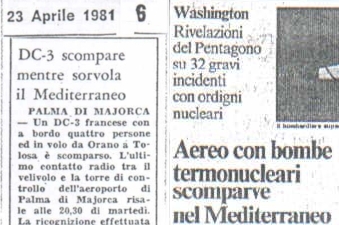 23 Aprile 1981 6
DC-3 scompare
mentre sorvola
il Mediterraneo
PALMA DI MAJORCA
— Un DC-3 francese con
a bordo quattro persone
ed in volo da Orano a To-
losa è scomparso. L'ulti-
mo contatto radio tra il
velivolo e la torre di con-
trollo dell'aeroporto di
Palma di Majorca risa-
le alle 20,30 di martedì.
La ricognizione effettuata
Washington
Rivelazioni
del Pentagono
su 32 gravi
incidenti
con ordigni
nucleari
Il bombardiere
Aereo con bombe
termonucleari
scomparve
nel Mediterraneo